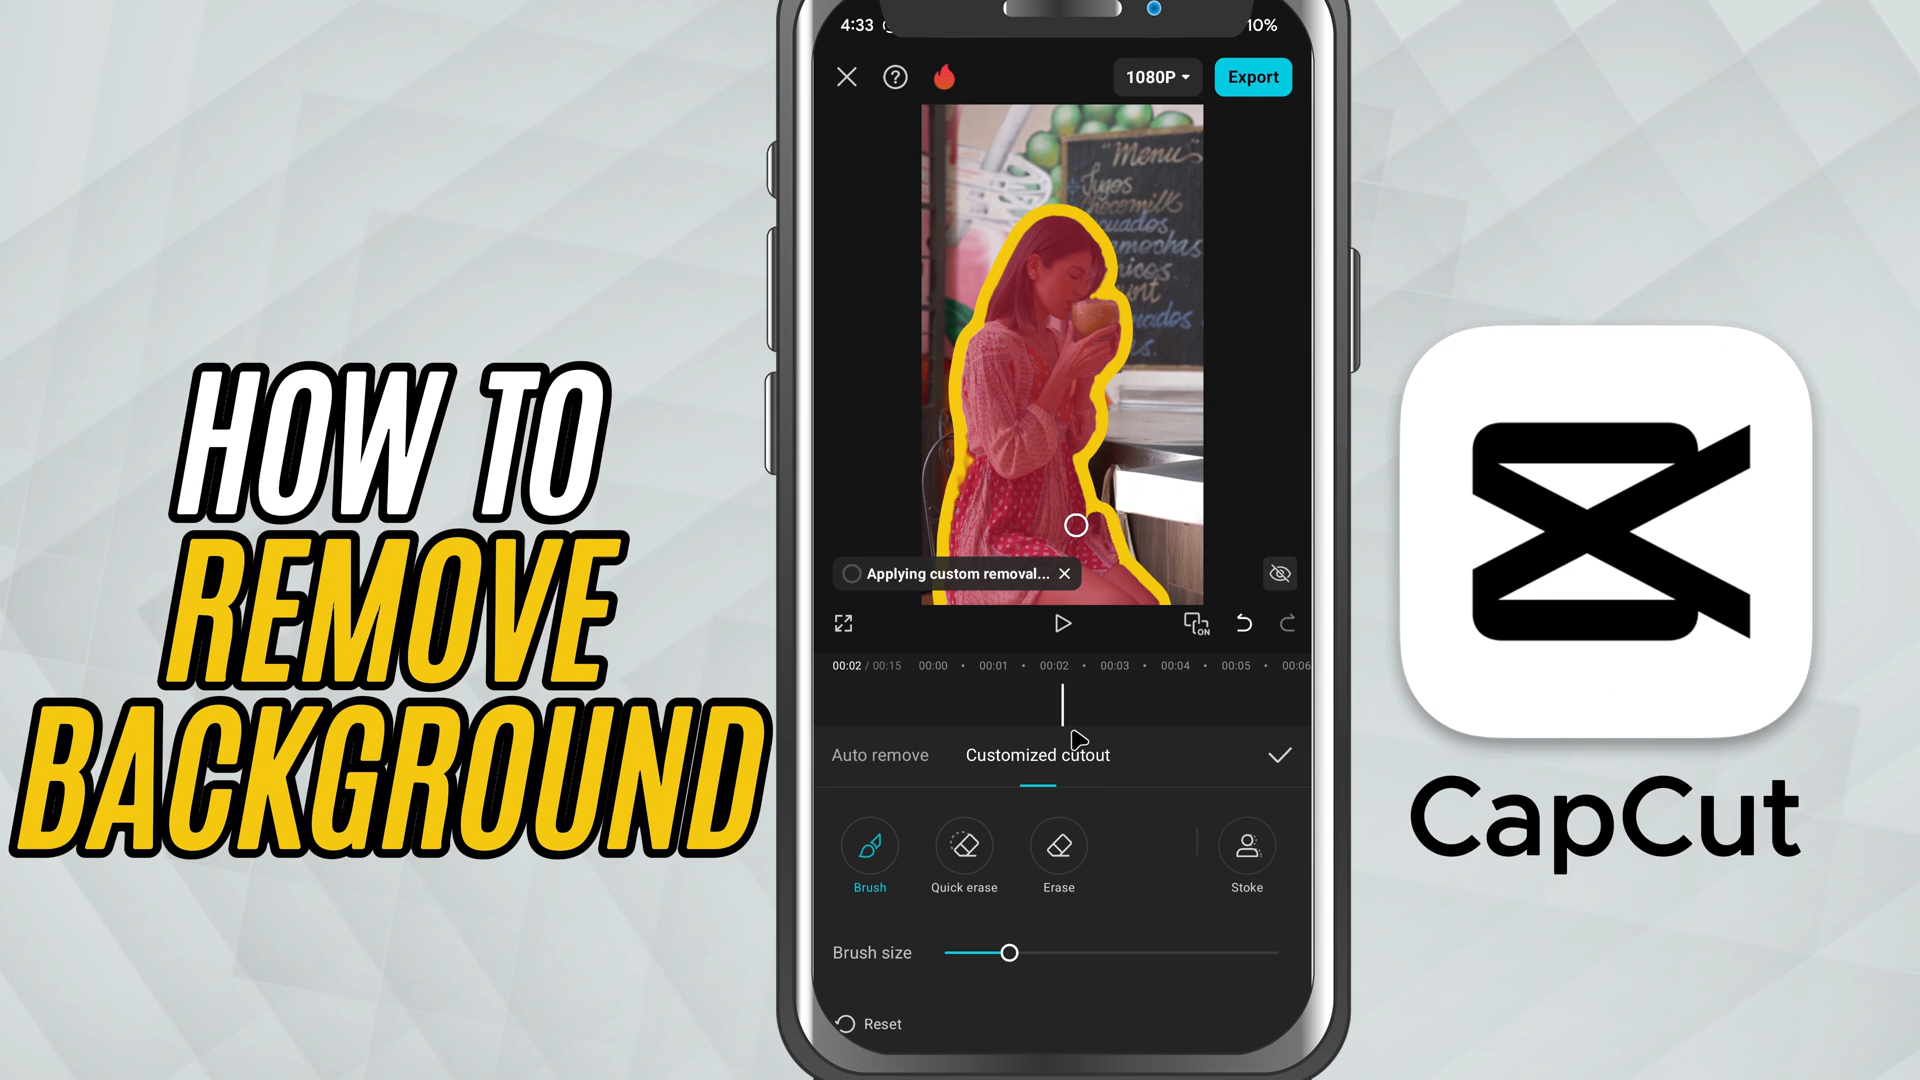 HOW TO
REMOVE
BACKGROUND
4:33
10%
1080P
Export
"Menu
Jugos
Chocomilk
Applying custom removal...
ON
00:02 / 00:15 00:00 00:01 00:02 00:03 00:04 00:05 00:06
Auto remove Customized cutout
Brush Quick erase Erase Stoke
Brush size
Reset
CapCut